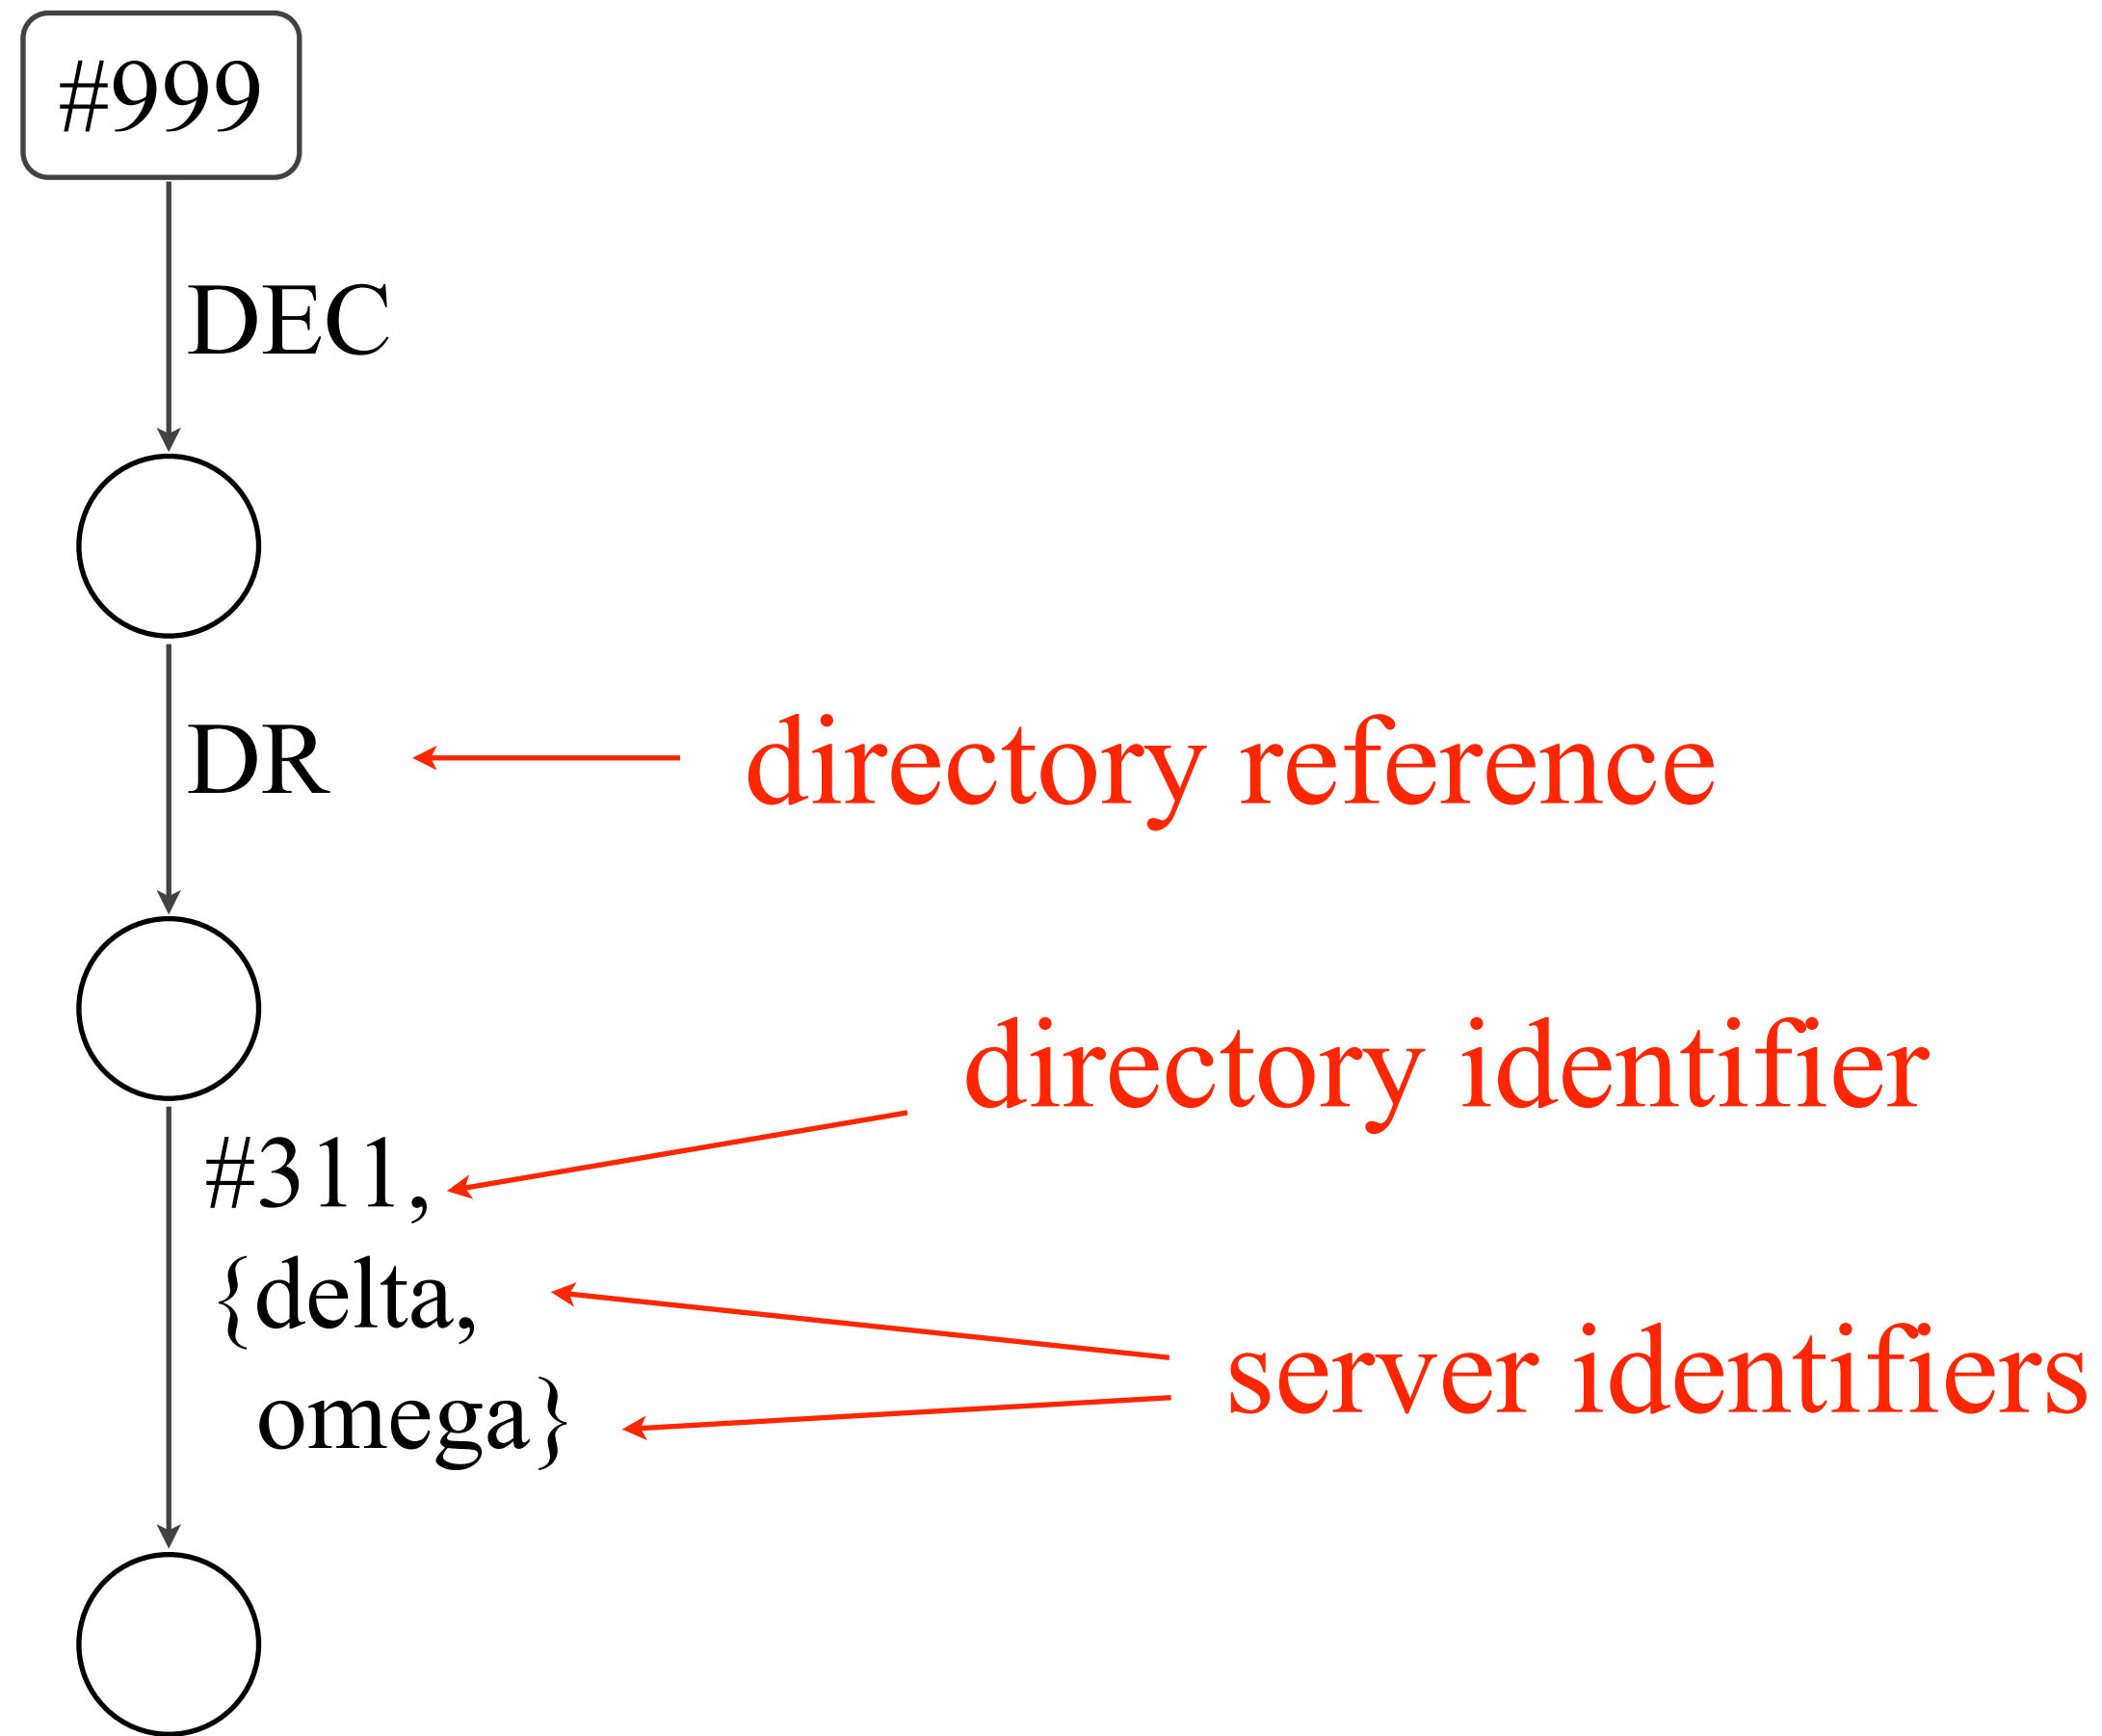 #999
DEC
DR
directory reference
directory identifier
#311,
{delta,
omega}
server identifiers